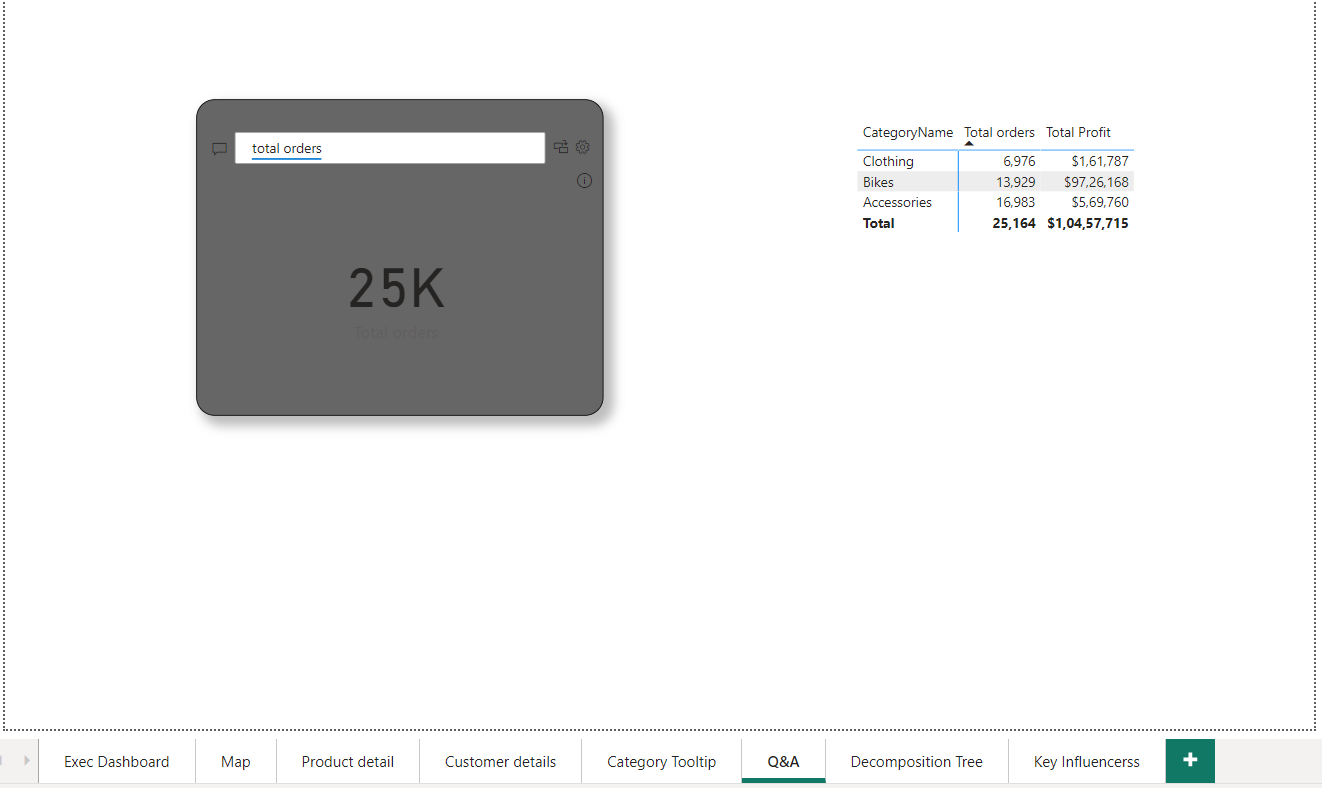 total orders
25K
Total orders
CategoryName Total orders Total Profit
Clothing 6,976 $1,61,787
Bikes 13,929 $97,26,168
Accessories 16,983 $5,69,760
Total 25,164 $1,04,57,715
Exec Dashboard Map Product detail Customer details Category Tooltip Q&A Decomposition Tree Key Influencerss